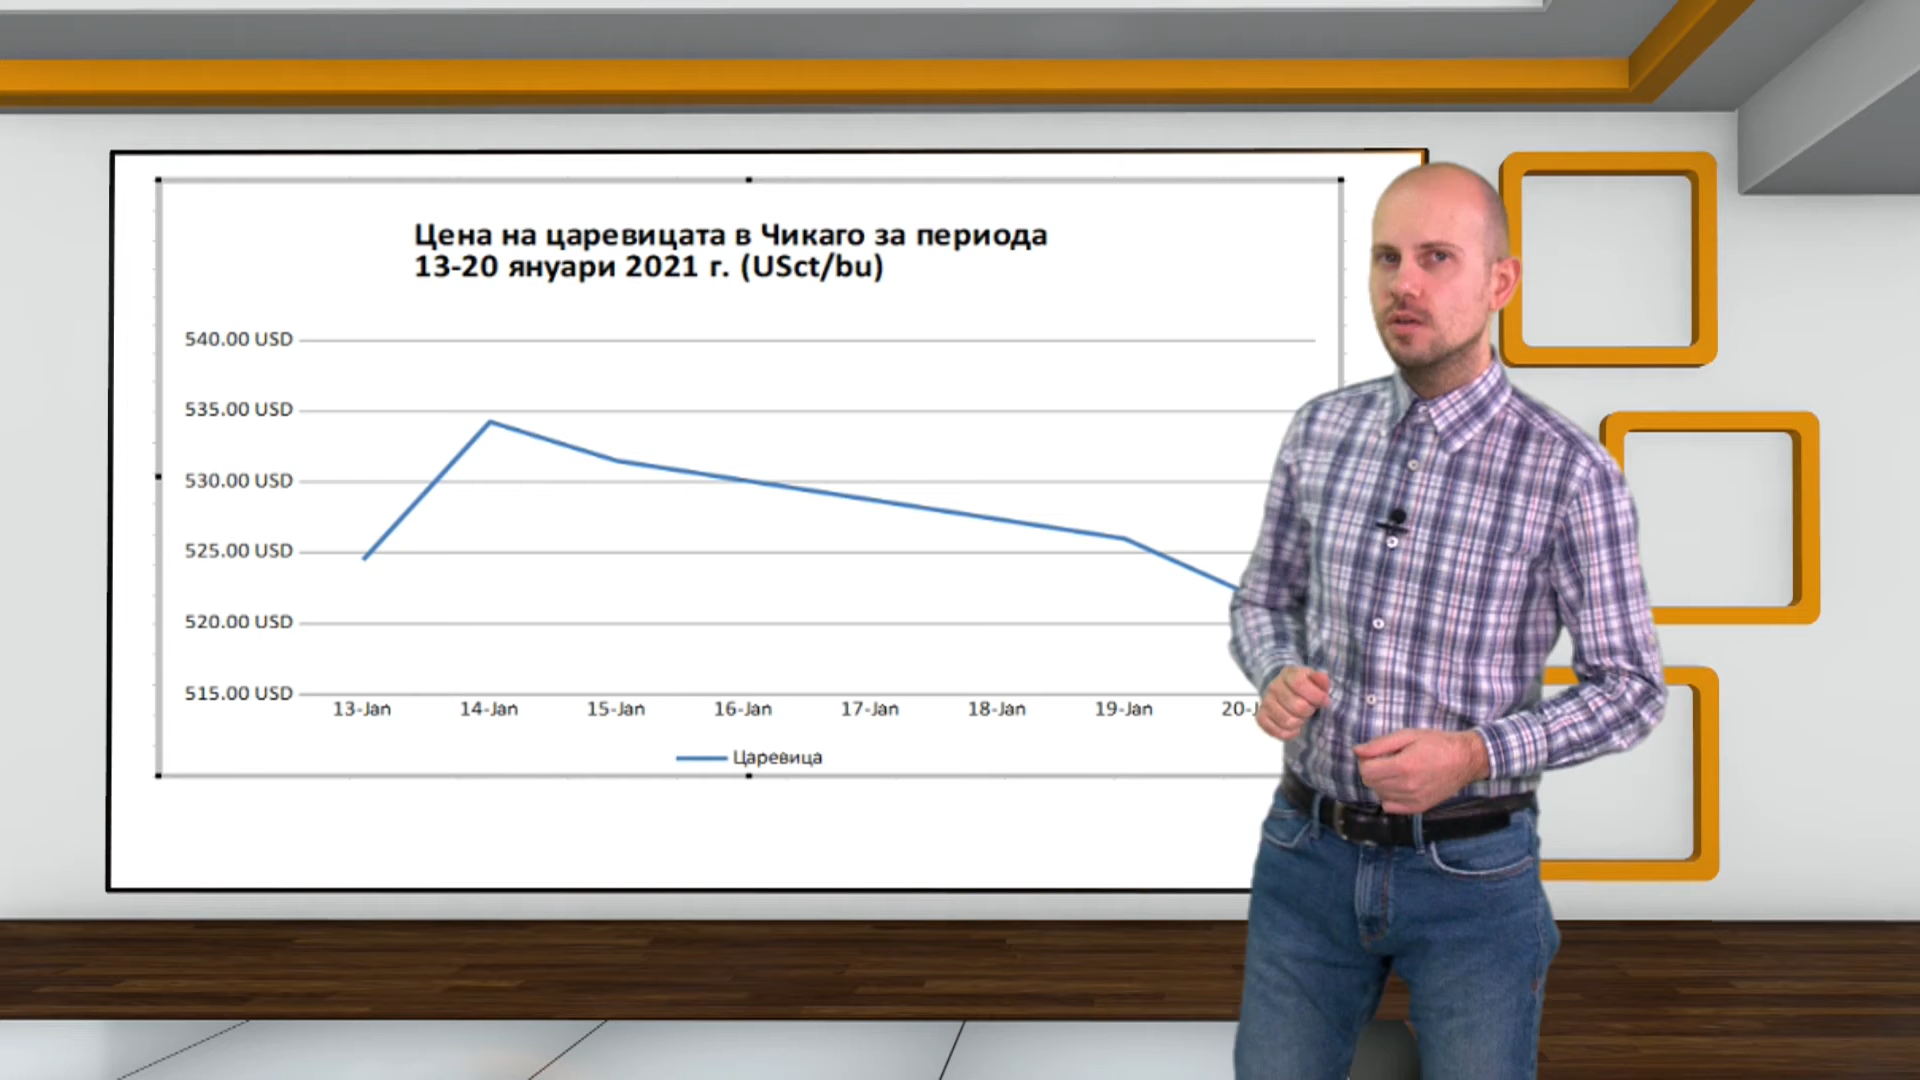 Цена на царевицата в Чикаго за периода
13-20 януари 2021 г. (USct/bu)
540.00 USD
535.00 USD
530.00 USD
525.00 USD
520.00 USD
515.00 USD
13-Jan 14-Jan 15-Jan 16-Jan 17-Jan 18-Jan 19-Jan
Царевица